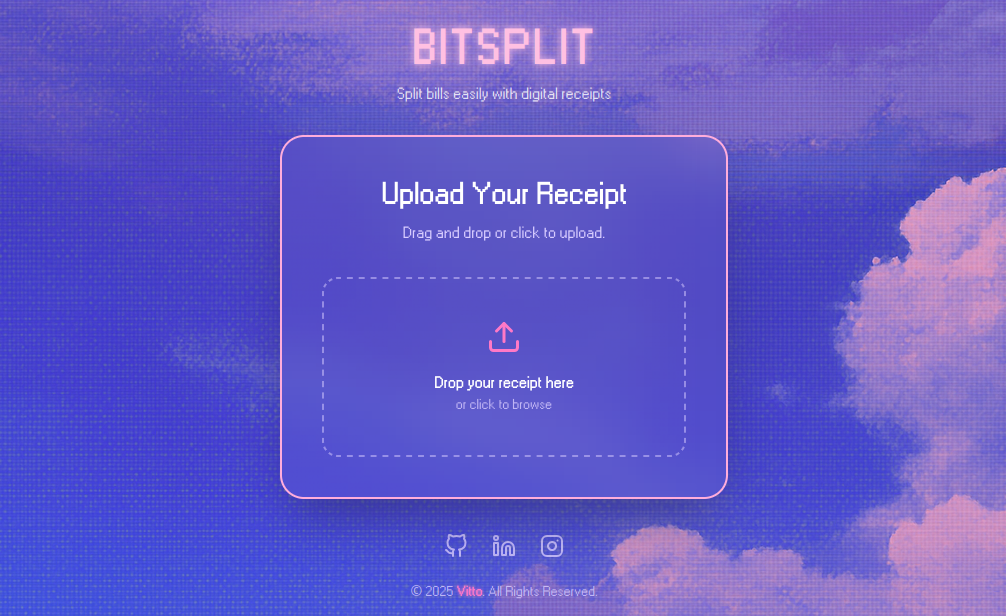 BITSPLIT
Split bills easily with digital receipts
Upload Your Receipt
Drag and drop or click to upload.
Drop your receipt here
or click to browse
© 2025 Vitto. All Rights Reserved.